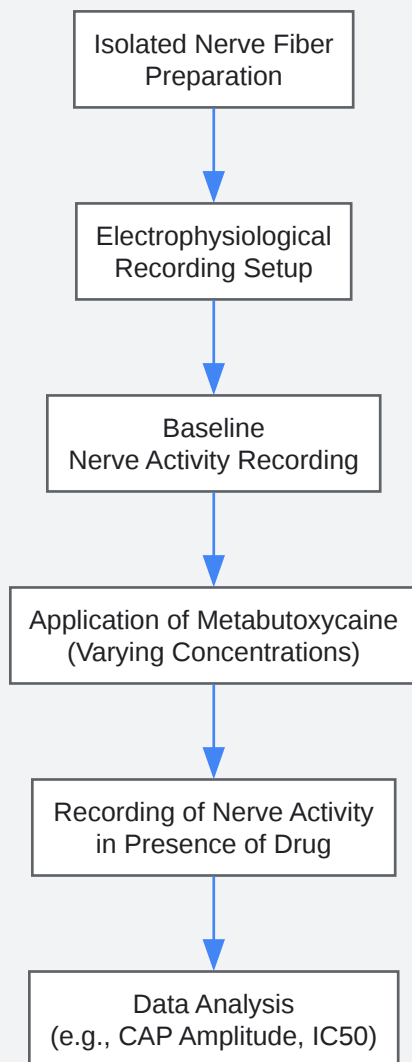 Isolated Nerve Fiber
Preparation
Electrophysiological
Recording Setup
Baseline
Nerve Activity Recording
Application of Metabutoxycaine
(Varying Concentrations)
Recording of Nerve Activity
in Presence of Drug
Data Analysis
(e.g., CAP Amplitude, IC50)